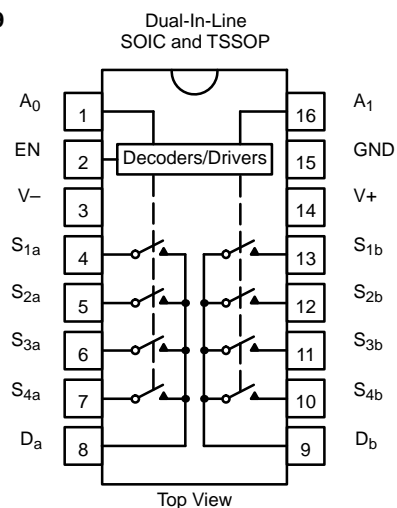 9
Dual-In-Line
SOIC and TSSOP
A0 1 16 A1
EN 2 Decoders/Drivers 15 GND
V– 3 14 V+
S1a 4 13 S1b
S2a 5 12 S2b
S3a 6 11 S3b
S4a 7 10 S4b
Da 8 9 Db
Top View